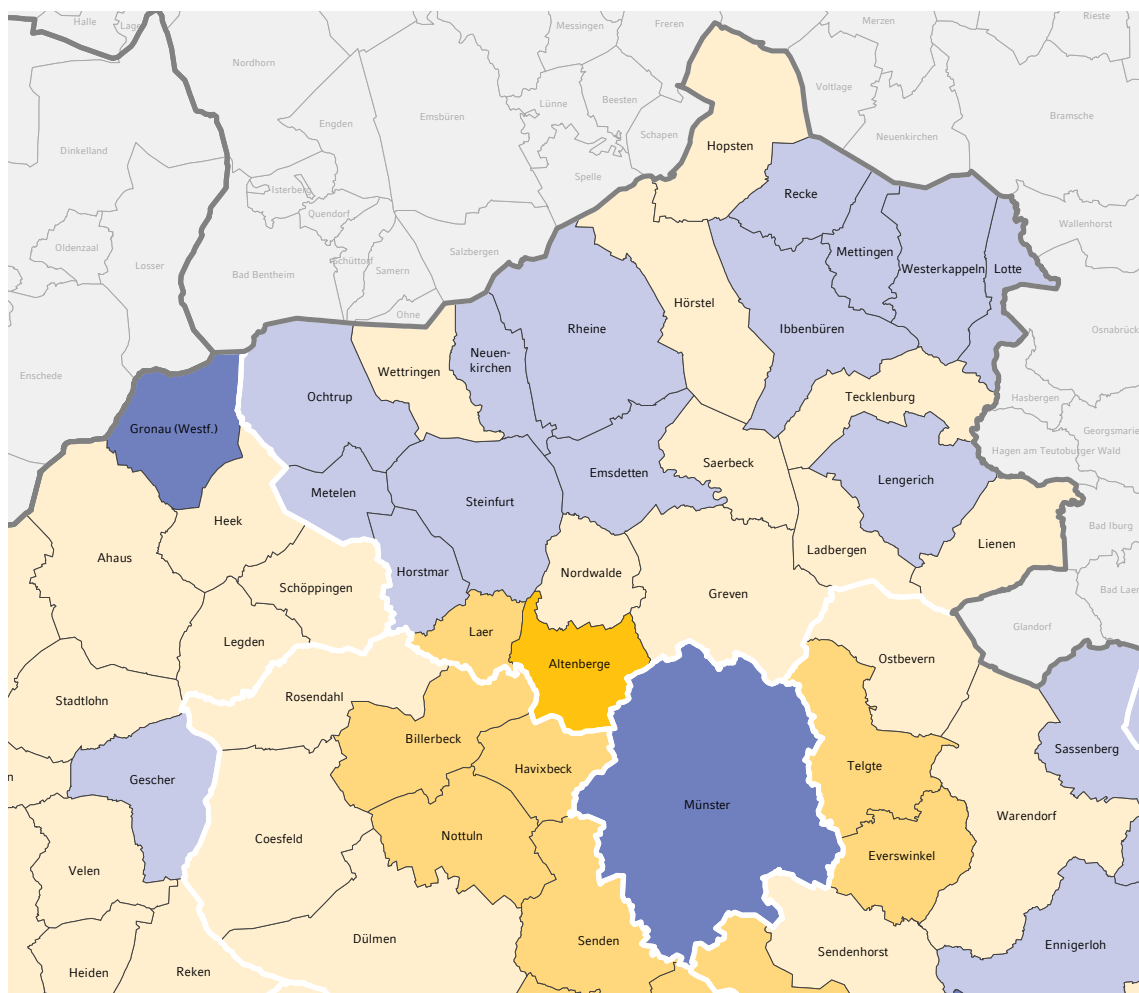 Halle
Lage
Messingen
Freren
Merzen
Rieste
Nordhorn
Voltlage
Lünne
Beesten
Emsbüren
Bramsche
Engden
Schapen
Neuenkirchen
Hopsten
Dinkelland
Spelle
Isterberg
Recke
Quendorf
Wallenhorst
Oldenzaal
Salzbergen
Mettingen
Losser
Schüttorf
Samern
Bad Bentheim
Westerkappeln
Lotte
Hörstel
Ohne
Rheine
Ibbenbüren
Osnabrück
Neuen-
kirchen
Enschede
Wettringen
Ochtrup
Tecklenburg
Hasbergen
Gronau (Westf.)
Georgsmarie
Hagen am Teutoburger Wald
Saerbeck
Emsdetten
Lengerich
Metelen
Steinfurt
Heek
Bad Iburg
Ahaus
Ladbergen
Lienen
Horstmar
Nordwalde
Schöppingen
Greven
Bad Laer
Glandorf
Laer
Legden
Altenberge
Ostbevern
Rosendahl
Stadtlohn
Billerbeck
Sassenberg
Havixbeck
Telgte
n
Gescher
Münster
Warendorf
Nottuln
Coesfeld
Everswinkel
Velen
Dülmen
Senden
Ennigerloh
Sendenhorst
Heiden
Reken